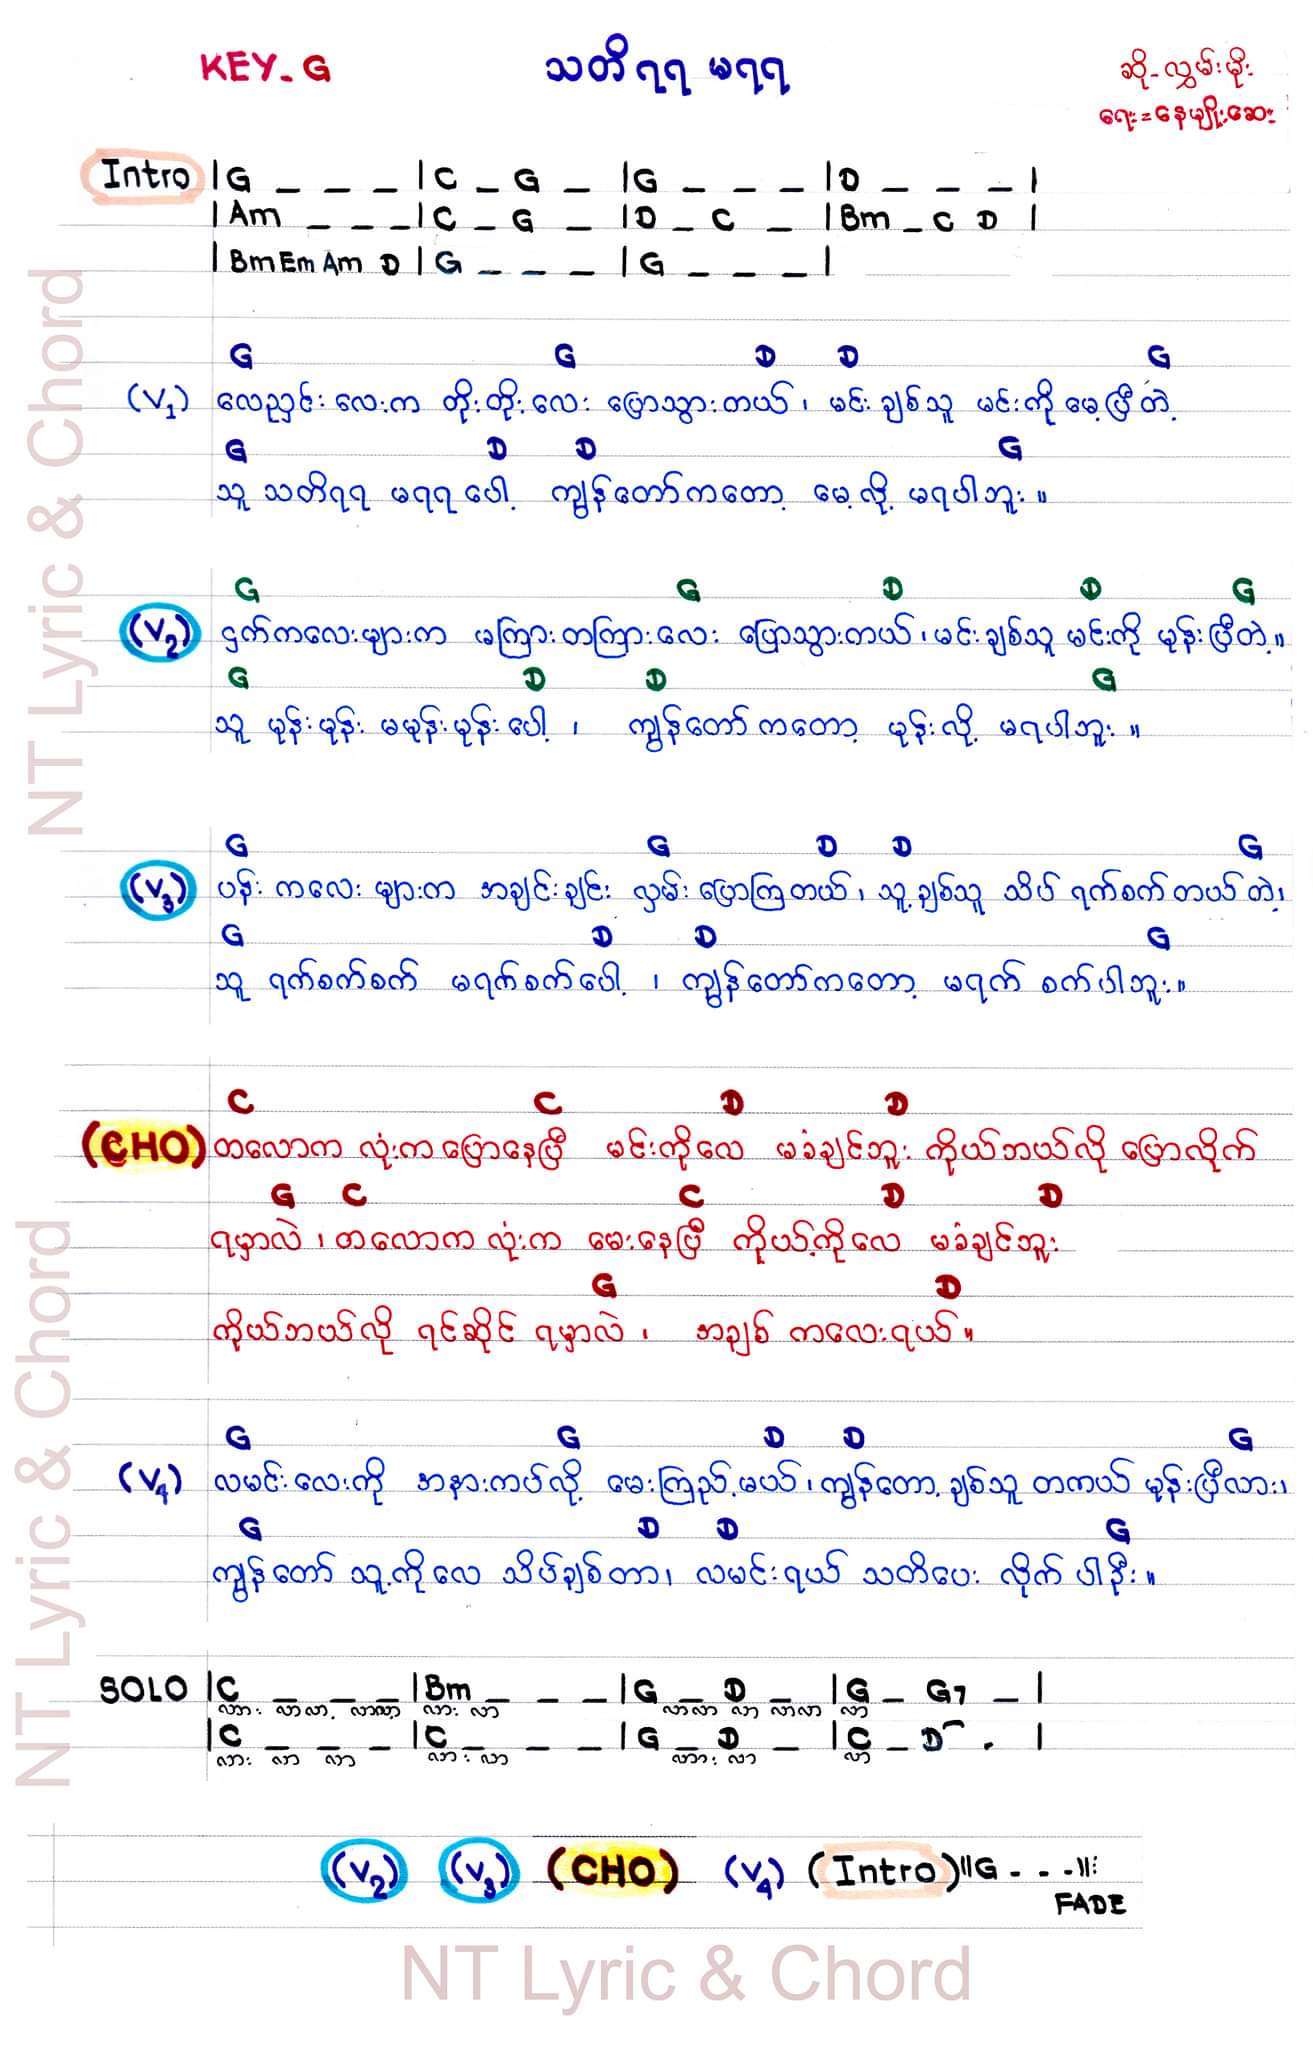 KEY_G သတိရရ မရရ ဆို_လွှမ်းမိုး
ရေး=နေမျိုးဆေး
Intro |G _ _ _ |C _ G _ |G _ _ _ |D _ _ _ |
|Am _ _ _ |C _ G _ |D _ C _ |Bm _ C D |
|Bm Em Am D |G _ _ _ |G _ _ _ |
G G D D G
(V1) လေညှင်းလေးက တိုးတိုးလေး ပြောသွားတယ်၊ မင်းချစ်သူ မင်းကို မေ့ပြီတဲ့
G D D G
သူ သတိရရ မရရပေါ့ ကျွန်တော်ကတော့ မေ့လို့ မရပါဘူး။
G G D D G
(V2) ငှက်ကလေးများက မကြားတကြားလေး ပြောသွားတယ်၊ မင်းချစ်သူ မင်းကို မုန်းပြီတဲ့။
G D D G
သူ မုန်းမုန်း မမုန်းမုန်းပေါ့ ၊ ကျွန်တော်ကတော့ မုန်းလို့ မရပါဘူး။
G G D D G
(V3) ပန်းကလေးများက အချင်းချင်း လှမ်းပြောကြတယ်၊ သူ့ချစ်သူ သိပ်ရက်စက်တယ်တဲ့၊
G D D G
သူ ရက်စက်စက် မရက်စက်ပေါ့ ၊ ကျွန်တော်ကတော့ မရက်စက်ပါဘူး။
C C D D
(CHO) တလောကလုံးက ပြောနေပြီ မင်းကိုလေ မခံချင်ဘူး ကိုယ်ဘယ်လို ပြောလိုက်
G C C D D
ရမှာလဲ၊ တလောကလုံးက မေးနေပြီ ကိုယ့်ကိုလေ မခံချင်ဘူး
G D
ကိုယ်ဘယ်လို ရင်ဆိုင်ရမှာလဲ ၊ အချစ်ကလေးရယ်။
G G D D G
(V4) လမင်းလေးကို အနားကပ်လို့ မေးကြည့်မယ်၊ ကျွန်တော့ချစ်သူ တကယ်မုန်းပြီလား၊
G D D G
ကျွန်တော် သူ့ကိုလေ သိပ်ချစ်တာ၊ လမင်းရယ် သတိပေးလိုက်ပါဦး။
SOLO |C _ _ _ |Bm _ _ _ |G _ D _ |G _ G7 _ |
လား လာလာ့ လာလာ လား လာ လာလာ လာ လာလာ လာ
|C _ _ _ |C _ _ _ |G _ D _ |C _ D . |
လား လာ လာ လား လာ လား လာ လာ
(V2) (V3) (CHO) (V4) (Intro) ||G - - - ||:
FADE
NT Lyric & Chord
NT Lyric & Chord
NT Lyric & Chord